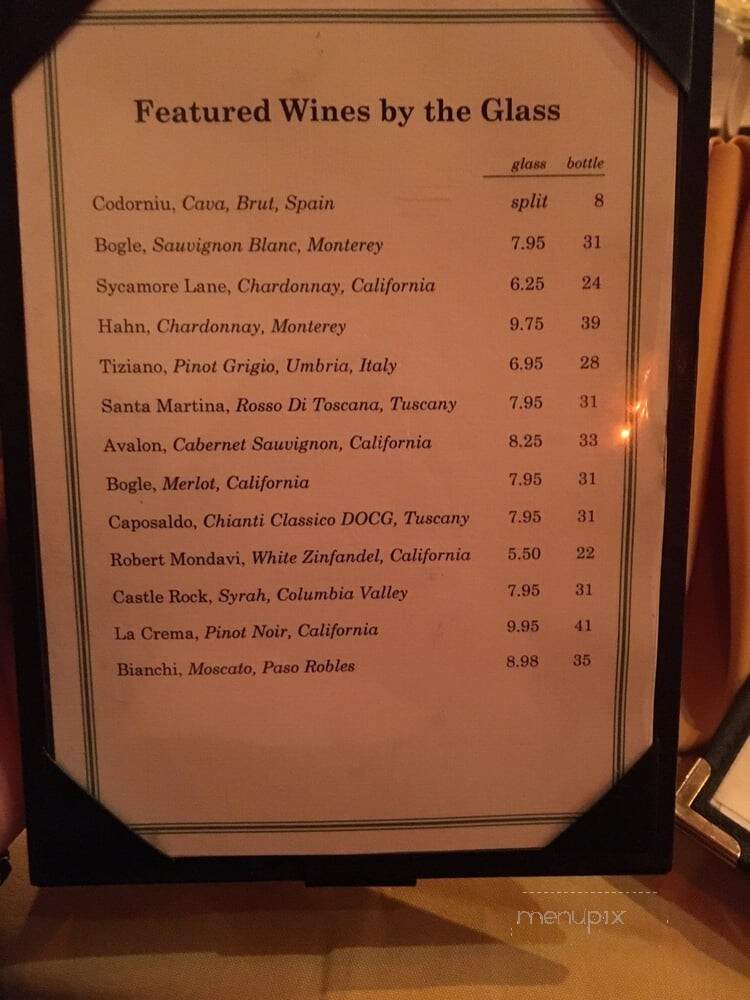 Featured Wines by the Glass
glass bottle
Codorniu, Cava, Brut, Spain split 8
Bogle, Sauvignon Blanc, Monterey 7.95 31
Sycamore Lane, Chardonnay, California 6.25 24
Hahn, Chardonnay, Monterey 9.75 39
Tiziano, Pinot Grigio, Umbria, Italy 6.95 28
Santa Martina, Rosso Di Toscana, Tuscany 7.95 31
Avalon, Cabernet Sauvignon, California 8.25 33
Bogle, Merlot, California 7.95 31
Caposaldo, Chianti Classico DOCG, Tuscany 7.95 31
Robert Mondavi, White Zinfandel, California 5.50 22
Castle Rock, Syrah, Columbia Valley 7.95 31
La Crema, Pinot Noir, California 9.95 41
Bianchi, Moscato, Paso Robles 8.98 35
menupix